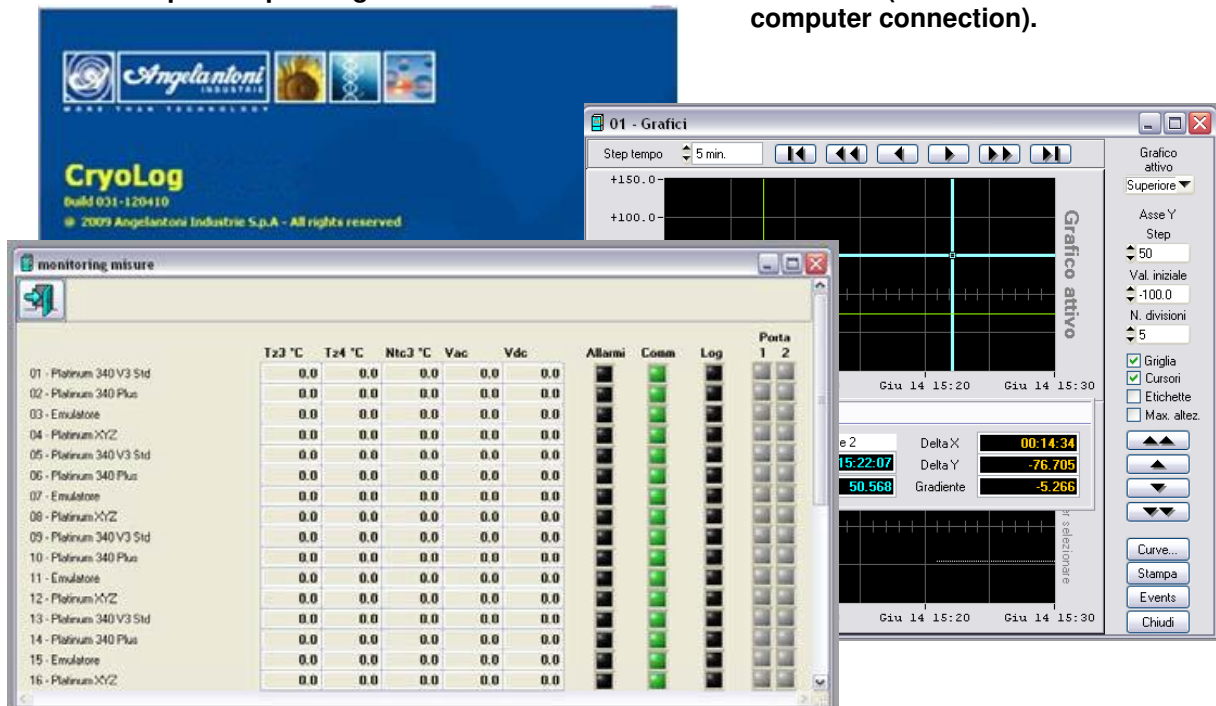 computer connection).
Angelantoni
INDUSTRIE
MORE THAN TECHNOLOGY
CryoLog
Build 031-120410
© 2009 Angelantoni Industrie S.p.A - All rights reserved
01 - Grafici
Step tempo 5 min.
Grafico
attivo
Superiore
+150.0-
+100.0-
Grafico attivo
Asse Y
Step
50
Val. iniziale
-100.0
N. divisioni
5
Griglia
Cursori
Etichette
Max. altez.
Giu 14 15:20 Giu 14 15:30
e 2 Delta X 00:14:34
15:22:07 Delta Y -76.705
50.568 Gradiente -5.266
selezionare
Giu 14 15:20 Giu 14 15:30
Curve...
Stampa
Events
Chiudi
monitoring misure
Porta
Tz3 °C Tz4 °C Ntc3 °C Vac Vdc Allarmi Comm Log 1 2
01 - Platinum 340 V3 Std 0.0 0.0 0.0 0.0 0.0
02 - Platinum 340 Plus 0.0 0.0 0.0 0.0 0.0
03 - Emulatore 0.0 0.0 0.0 0.0 0.0
04 - Platinum XYZ 0.0 0.0 0.0 0.0 0.0
05 - Platinum 340 V3 Std 0.0 0.0 0.0 0.0 0.0
06 - Platinum 340 Plus 0.0 0.0 0.0 0.0 0.0
07 - Emulatore 0.0 0.0 0.0 0.0 0.0
08 - Platinum XYZ 0.0 0.0 0.0 0.0 0.0
09 - Platinum 340 V3 Std 0.0 0.0 0.0 0.0 0.0
10 - Platinum 340 Plus 0.0 0.0 0.0 0.0 0.0
11 - Emulatore 0.0 0.0 0.0 0.0 0.0
12 - Platinum XYZ 0.0 0.0 0.0 0.0 0.0
13 - Platinum 340 V3 Std 0.0 0.0 0.0 0.0 0.0
14 - Platinum 340 Plus 0.0 0.0 0.0 0.0 0.0
15 - Emulatore 0.0 0.0 0.0 0.0 0.0
16 - Platinum XYZ 0.0 0.0 0.0 0.0 0.0